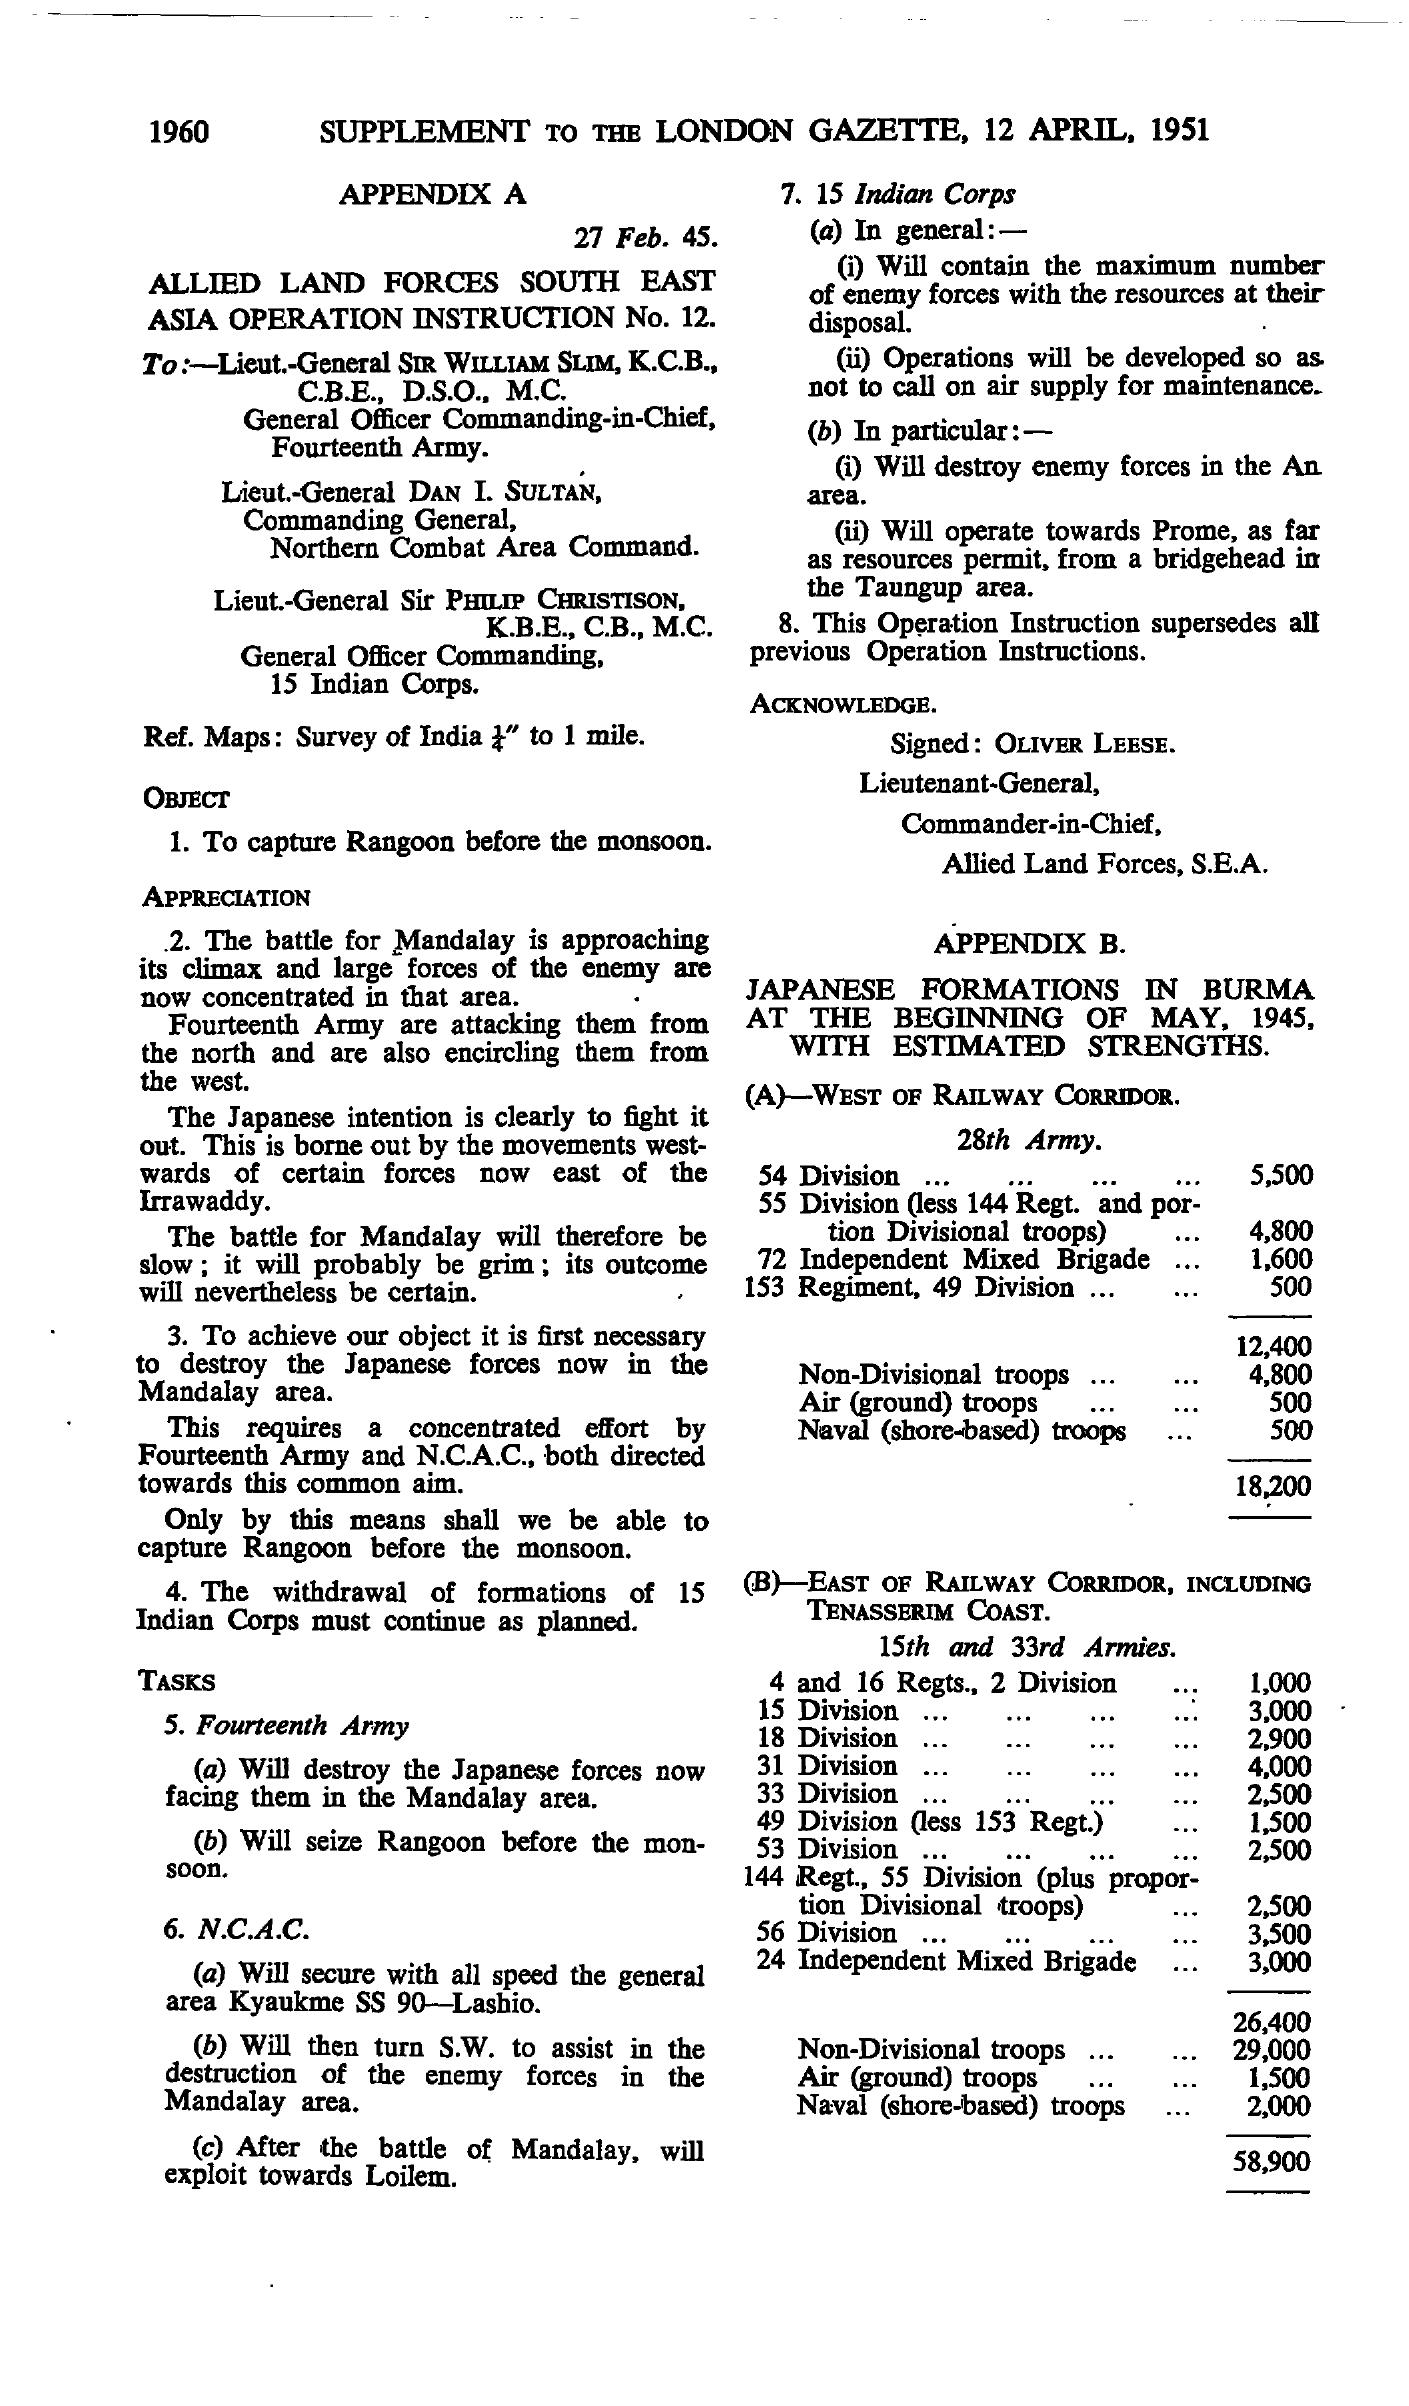 1960 SUPPLEMENT TO THE LONDON GAZETTE, 12 APRIL, 1951
APPENDIX A
27 Feb. 45.
ALLIED LAND FORCES SOUTH EAST
ASIA OPERATION INSTRUCTION No. 12.
To:—Lieut.-General SIR WILLIAM SLIM, K.C.B.,
C.B.E., D.S.O., M.C.
General Officer Commanding-in-Chief,
Fourteenth Army.
Lieut.-General DAN I. SULTAN,
Commanding General,
Northern Combat Area Command.
Lieut.-General Sir PHILIP CHRISTISON,
K.B.E., C.B., M.C.
General Officer Commanding,
15 Indian Corps.
Ref. Maps: Survey of India ¼″ to 1 mile.
OBJECT
1. To capture Rangoon before the monsoon.
APPRECIATION
2. The battle for Mandalay is approaching
its climax and large forces of the enemy are
now concentrated in that area.
Fourteenth Army are attacking them from
the north and are also encircling them from
the west.
The Japanese intention is clearly to fight it
out. This is borne out by the movements west-
wards of certain forces now east of the
Irrawaddy.
The battle for Mandalay will therefore be
slow; it will probably be grim; its outcome
will nevertheless be certain.
3. To achieve our object it is first necessary
to destroy the Japanese forces now in the
Mandalay area.
This requires a concentrated effort by
Fourteenth Army and N.C.A.C., both directed
towards this common aim.
Only by this means shall we be able to
capture Rangoon before the monsoon.
4. The withdrawal of formations of 15
Indian Corps must continue as planned.
TASKS
5. Fourteenth Army
(a) Will destroy the Japanese forces now
facing them in the Mandalay area.
(b) Will seize Rangoon before the mon-
soon.
6. N.C.A.C.
(a) Will secure with all speed the general
area Kyaukme SS 90—Lashio.
(b) Will then turn S.W. to assist in the
destruction of the enemy forces in the
Mandalay area.
(c) After the battle of Mandalay, will
exploit towards Loilem.
7. 15 Indian Corps
(a) In general:—
(i) Will contain the maximum number
of enemy forces with the resources at their
disposal.
(ii) Operations will be developed so as
not to call on air supply for maintenance.
(b) In particular:—
(i) Will destroy enemy forces in the An
area.
(ii) Will operate towards Prome, as far
as resources permit, from a bridgehead in
the Taungup area.
8. This Operation Instruction supersedes all
previous Operation Instructions.
ACKNOWLEDGE.
Signed: OLIVER LEESE.
Lieutenant-General,
Commander-in-Chief,
Allied Land Forces, S.E.A.
APPENDIX B.
JAPANESE FORMATIONS IN BURMA
AT THE BEGINNING OF MAY, 1945,
WITH ESTIMATED STRENGTHS.
(A)—WEST OF RAILWAY CORRIDOR.
28th Army.
54 Division ... ... ... ... 5,500
55 Division (less 144 Regt. and por-
tion Divisional troops) ... 4,800
72 Independent Mixed Brigade ... 1,600
153 Regiment, 49 Division ... ... 500
12,400
Non-Divisional troops ... ... 4,800
Air (ground) troops ... ... 500
Naval (shore-based) troops ... 500
18,200
(B)—EAST OF RAILWAY CORRIDOR, INCLUDING
TENASSERIM COAST.
15th and 33rd Armies.
4 and 16 Regts., 2 Division ... 1,000
15 Division ... ... ... ... 3,000
18 Division ... ... ... ... 2,900
31 Division ... ... ... ... 4,000
33 Division ... ... ... ... 2,500
49 Division (less 153 Regt.) ... 1,500
53 Division ... ... ... ... 2,500
144 Regt., 55 Division (plus propor-
tion Divisional troops) ... 2,500
56 Division ... ... ... ... 3,500
24 Independent Mixed Brigade ... 3,000
26,400
Non-Divisional troops ... ... 29,000
Air (ground) troops ... ... 1,500
Naval (shore-based) troops ... 2,000
58,900